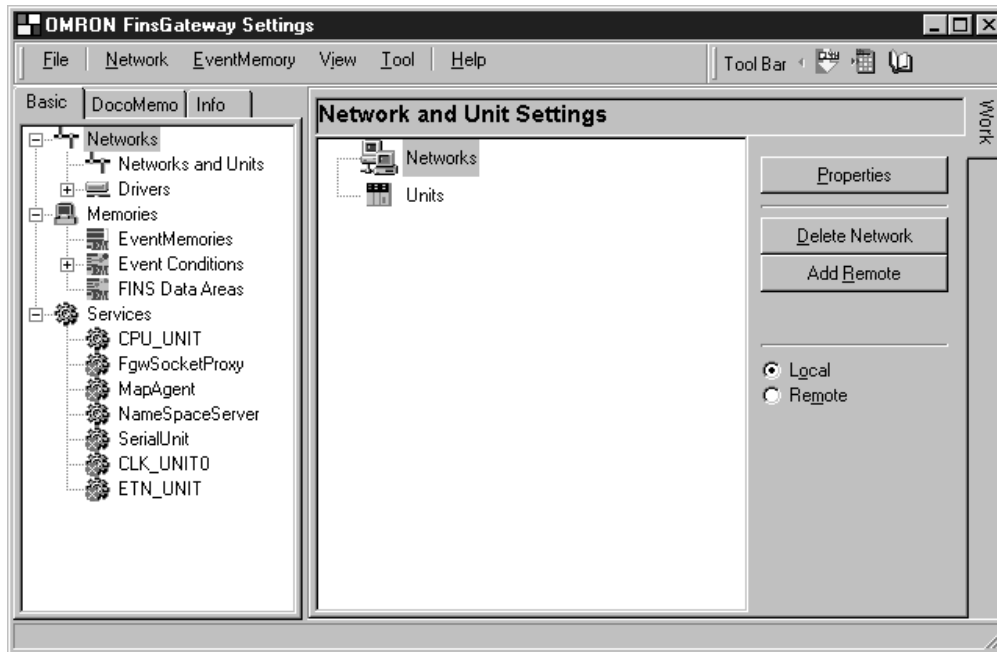 OMRON FinsGateway Settings
File Network EventMemory View Tool Help
Tool Bar
Basic DocoMemo Info
Networks
Networks and Units
Drivers
Memories
EventMemories
Event Conditions
FINS Data Areas
Services
CPU_UNIT
FgwSocketProxy
MapAgent
NameSpaceServer
SerialUnit
CLK_UNIT0
ETN_UNIT
Network and Unit Settings
Networks
Units
Properties
Delete Network
Add Remote
Local
Remote
Work